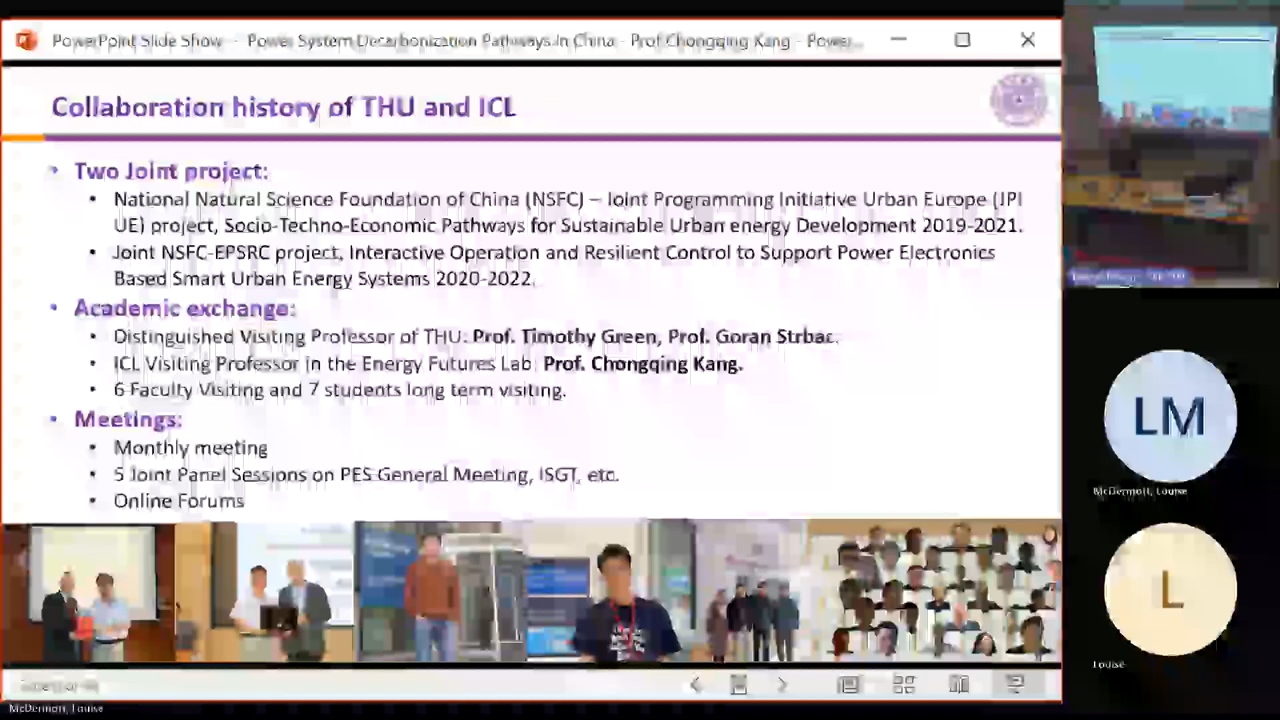 PowerPoint Slide Show - Power System Decarbonization Pathways in China - Prof Chongqing Kang - Power...
Collaboration history of THU and ICL
• Two Joint project:
• National Natural Science Foundation of China (NSFC) – Joint Programming Initiative Urban Europe (JPI
UE) project, Socio-Techno-Economic Pathways for Sustainable Urban energy Development 2019-2021.
• Joint NSFC-EPSRC project, Interactive Operation and Resilient Control to Support Power Electronics
Based Smart Urban Energy Systems 2020-2022.
• Academic exchange:
• Distinguished Visiting Professor of THU: Prof. Timothy Green, Prof. Goran Strbac.
• ICL Visiting Professor in the Energy Futures Lab: Prof. Chongqing Kang.
• 6 Faculty Visiting and 7 students long term visiting.
• Meetings:
• Monthly meeting
• 5 Joint Panel Sessions on PES General Meeting, ISGT, etc.
• Online Forums
LM
McDermott, Louise
L
Louise
McDermott, Louise